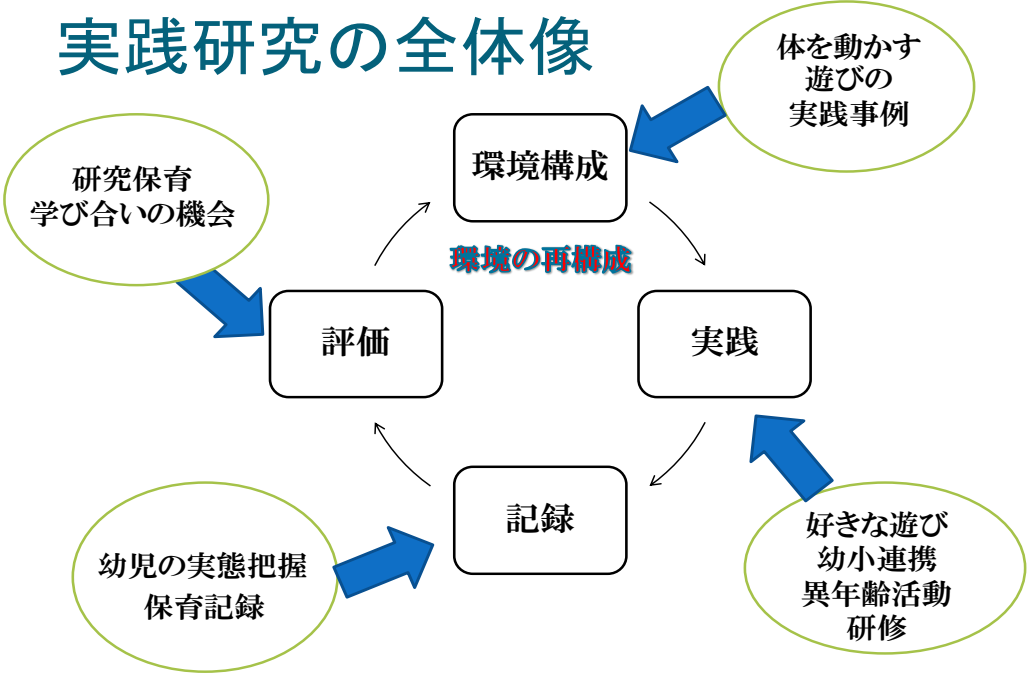 実践研究の全体像
体を動かす
遊びの
実践事例
環境構成
研究保育
学び合いの機会
環境の再構成
評価
実践
記録
幼児の実態把握
保育記録
好きな遊び
幼小連携
異年齢活動
研修